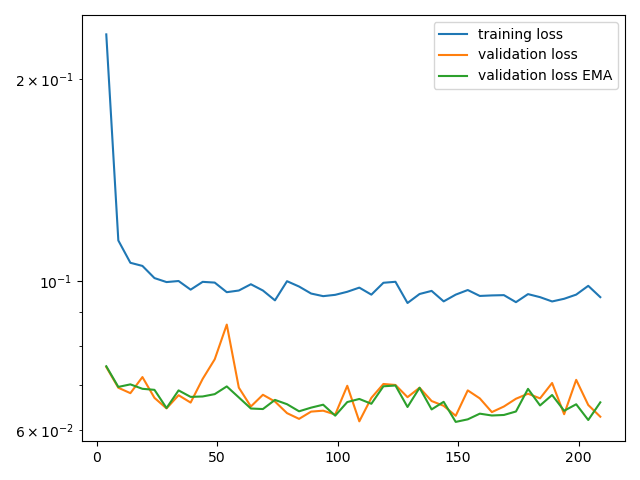 training loss
validation loss
validation loss EMA
2 × 10⁻¹
10⁻¹
6 × 10⁻²
0
50
100
150
200